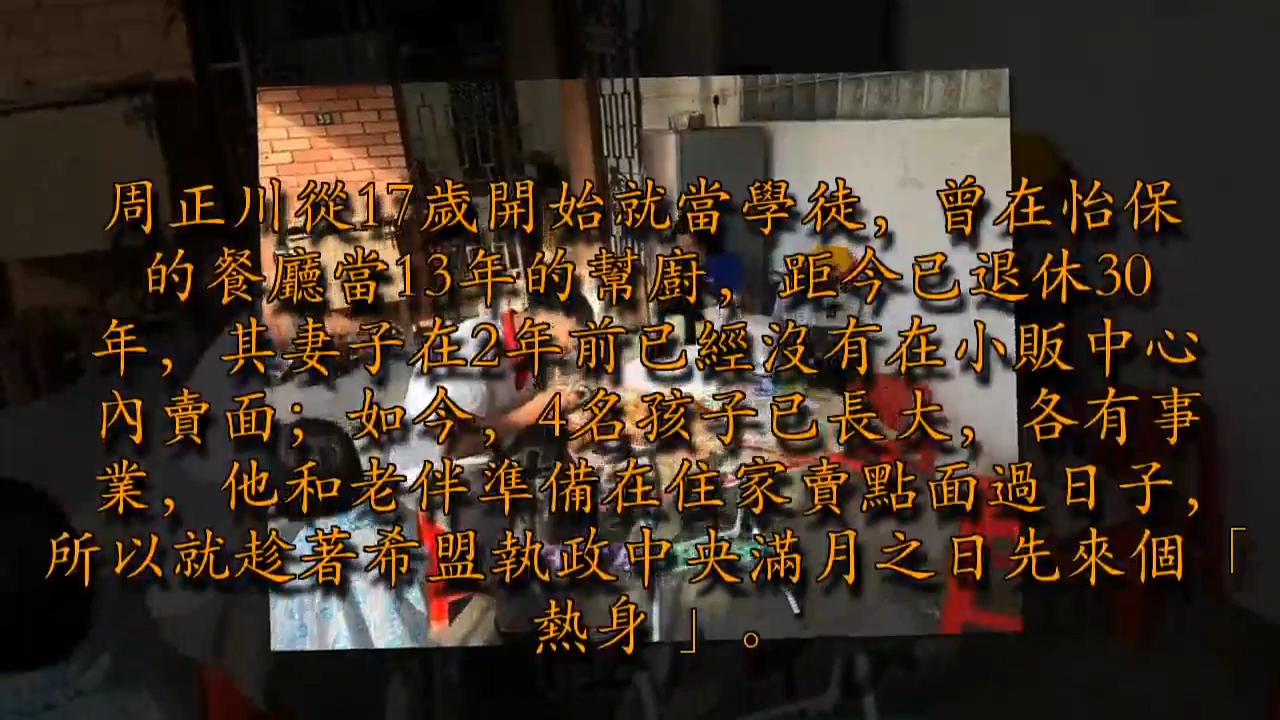 周正川從17歲開始就當學徒，曾在怡保
的餐廳當13年的幫廚，距今已退休30
年，其妻子在2年前已經沒有在小販中心
內賣面；如今，4名孩子已長大，各有事
業，他和老伴準備在住家賣點面過日子，
所以就趁著希盟執政中央滿月之日先來個「
熱身」。